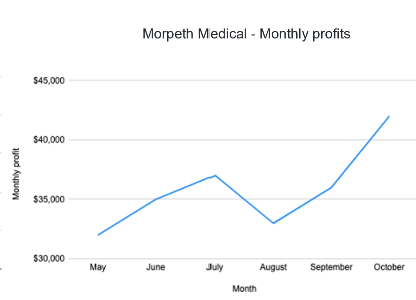 Morpeth Medical - Monthly profits
$45,000
$40,000
$35,000
$30,000
Monthly profit
May June July August September October
Month